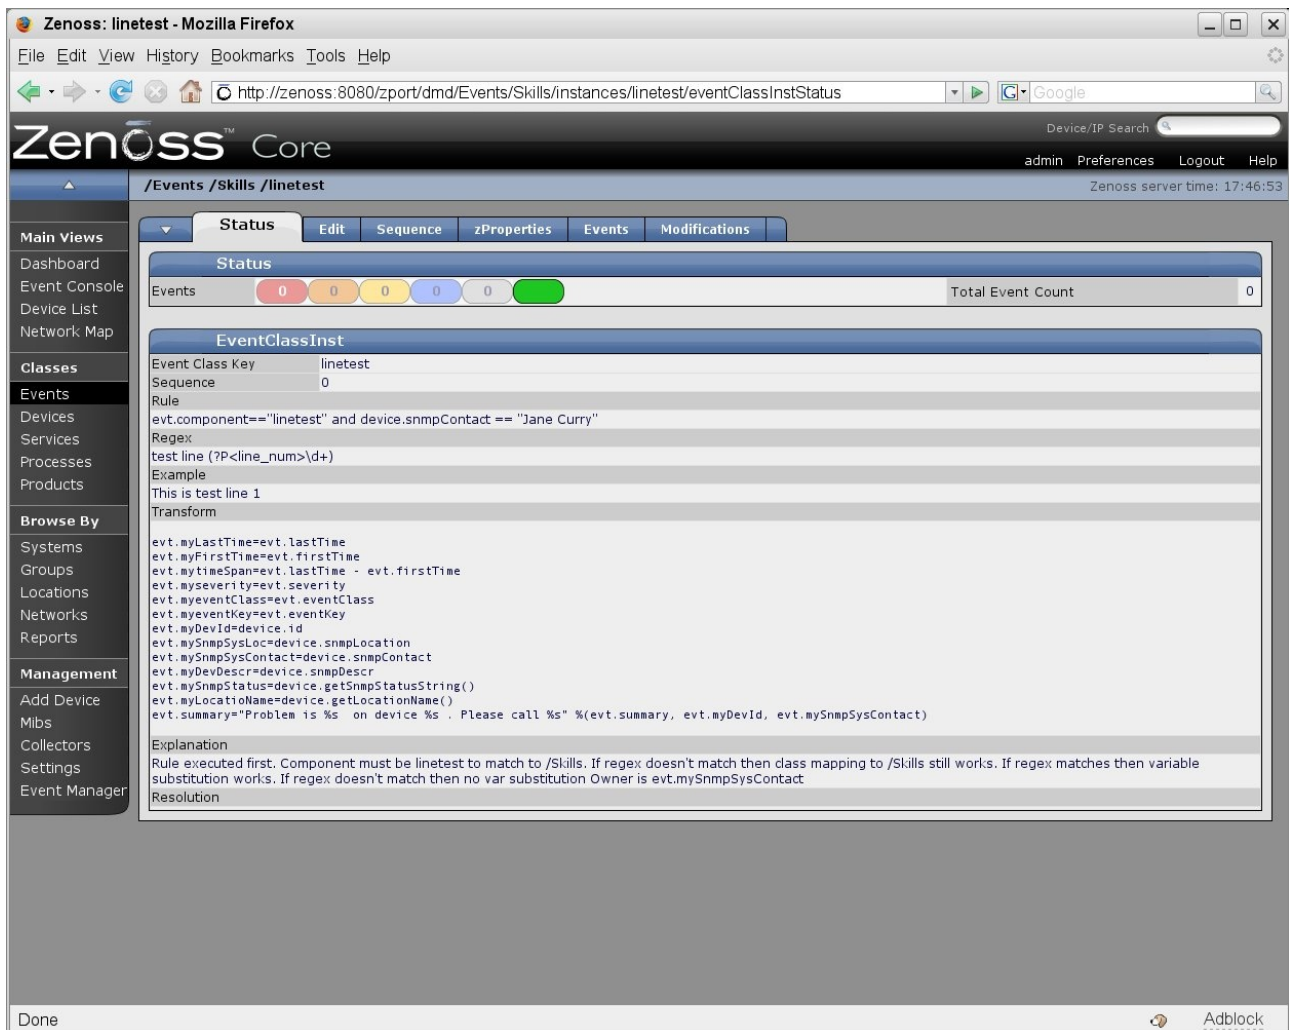 Zenoss: linetest - Mozilla Firefox
File Edit View History Bookmarks Tools Help
http://zenoss:8080/zport/dmd/Events/Skills/instances/linetest/eventClassInstStatus
G Google
Zenoss™ Core
Device/IP Search
admin Preferences Logout Help
/Events /Skills /linetest
Zenoss server time: 17:46:53
Main Views
Dashboard
Event Console
Device List
Network Map
Classes
Events
Devices
Services
Processes
Products
Browse By
Systems
Groups
Locations
Networks
Reports
Management
Add Device
Mibs
Collectors
Settings
Event Manager
Status Edit Sequence zProperties Events Modifications
Status
Events 0 0 0 0 0 Total Event Count 0
EventClassInst
Event Class Key linetest
Sequence 0
Rule
evt.component=="linetest" and device.snmpContact == "Jane Curry"
Regex
test line (?P<line_num>\d+)
Example
This is test line 1
Transform
evt.myLastTime=evt.lastTime
evt.myFirstTime=evt.firstTime
evt.mytimeSpan=evt.lastTime - evt.firstTime
evt.myseverity=evt.severity
evt.myeventClass=evt.eventClass
evt.myeventKey=evt.eventKey
evt.myDevId=device.id
evt.mySnmpSysLoc=device.snmpLocation
evt.mySnmpSysContact=device.snmpContact
evt.myDevDescr=device.snmpDescr
evt.mySnmpStatus=device.getSnmpStatusString()
evt.myLocatioName=device.getLocationName()
evt.summary="Problem is %s  on device %s . Please call %s" %(evt.summary, evt.myDevId, evt.mySnmpSysContact)
Explanation
Rule executed first. Component must be linetest to match to /Skills. If regex doesn't match then class mapping to /Skills still works. If regex matches then variable
substitution works. If regex doesn't match then no var substitution Owner is evt.mySnmpSysContact
Resolution
Done
Adblock